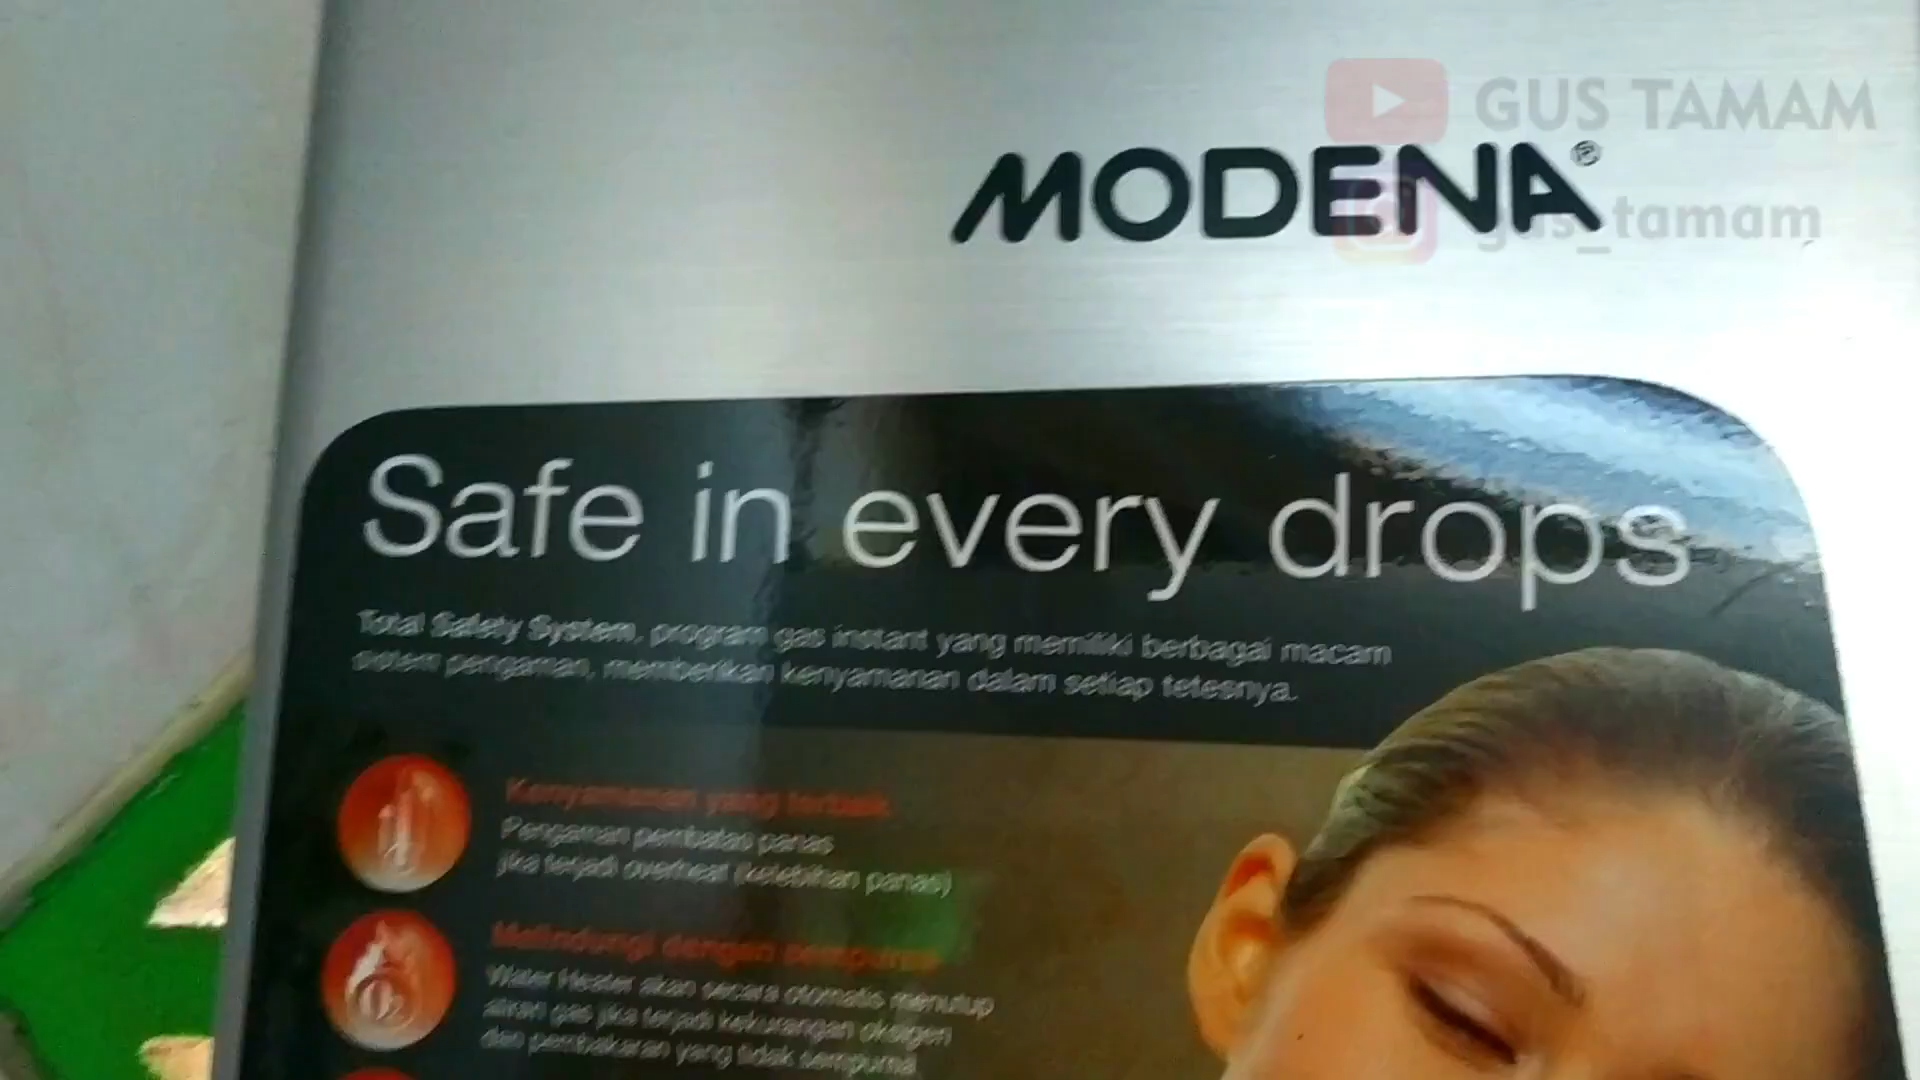 GUS TAMAM
MODENA®
gus_tamam
Safe in every drops
Total Safety System, program gas instant yang memiliki berbagai macam
sistem pengaman, memberikan kenyamanan dalam setiap tetesnya.
Kenyamanan yang terbaik
Pengaman pembatas panas
jika terjadi overheat (kelebihan panas)
Melindungi dengan sempurna
O2
Water Heater akan secara otomatis menutup
aliran gas jika terjadi kekurangan oksigen
dan pembakaran yang tidak sempurna